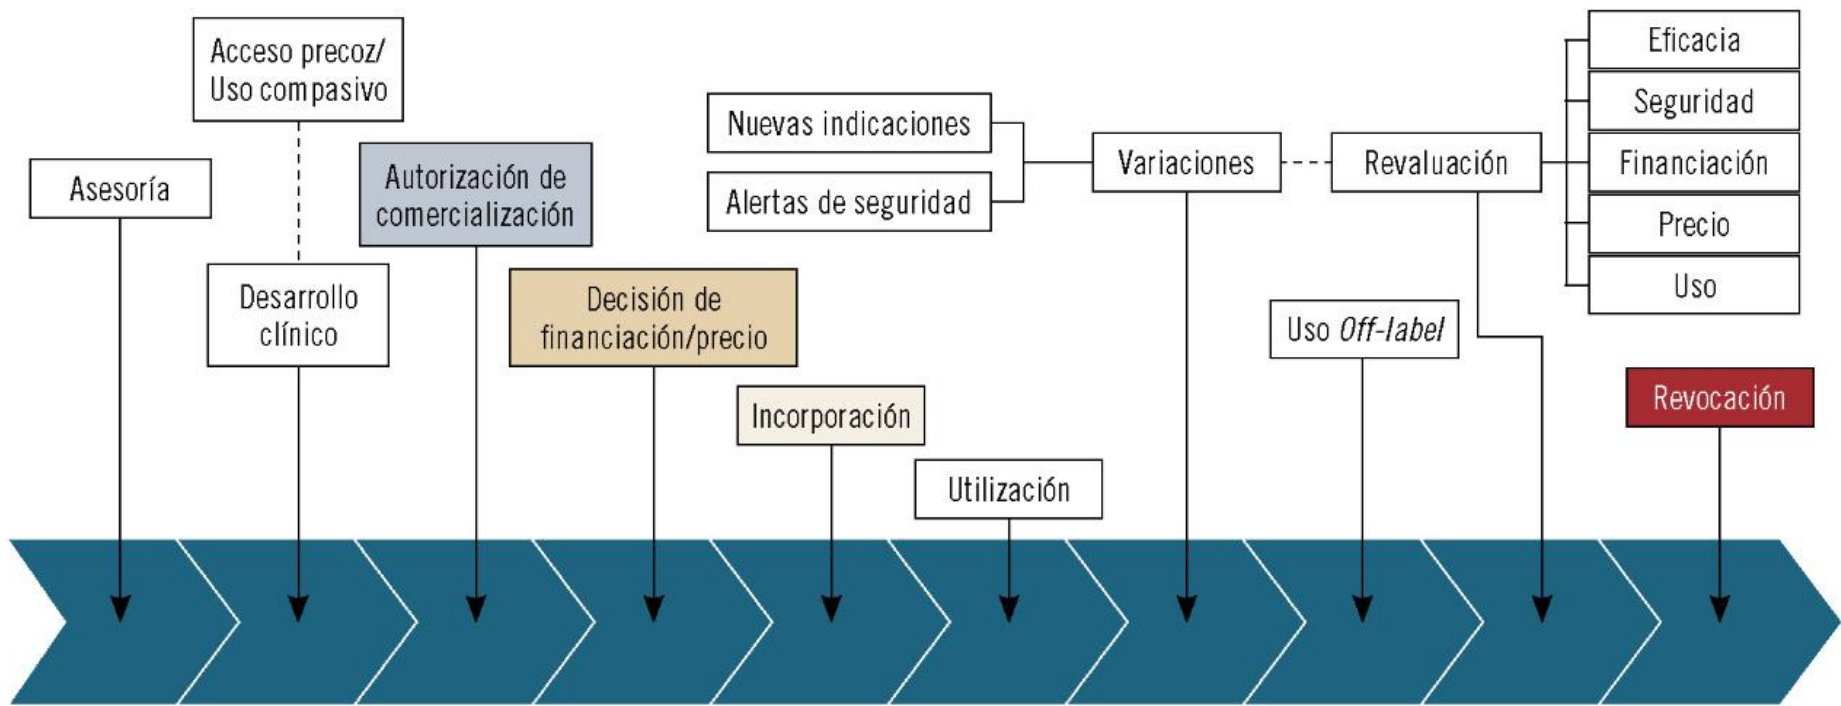 Acceso precoz/
Uso compasivo
Asesoría
Desarrollo
clínico
Autorización de
comercialización
Decisión de
financiación/precio
Incorporación
Utilización
Nuevas indicaciones
Alertas de seguridad
Variaciones
Revaluación
Eficacia
Seguridad
Financiación
Precio
Uso
Uso Off-label
Revocación